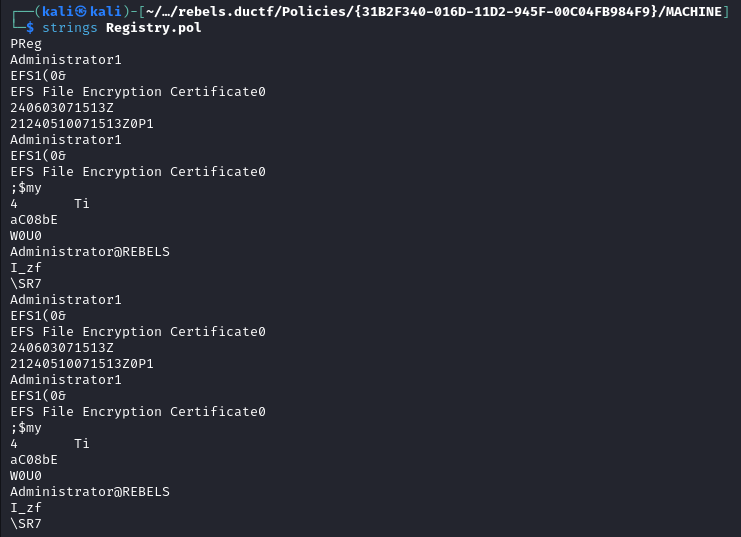 ┌──(kali㉿kali)-[~/…/rebels.ductf/Policies/{31B2F340-016D-11D2-945F-00C04FB984F9}/MACHINE]
└─$ strings Registry.pol
PReg
Administrator1
EFS1(0&
EFS File Encryption Certificate0
240603071513Z
21240510071513Z0P1
Administrator1
EFS1(0&
EFS File Encryption Certificate0
;$my
4       Ti
aC08bE
W0U0
Administrator@REBELS
I_zf
\SR7
Administrator1
EFS1(0&
EFS File Encryption Certificate0
240603071513Z
21240510071513Z0P1
Administrator1
EFS1(0&
EFS File Encryption Certificate0
;$my
4       Ti
aC08bE
W0U0
Administrator@REBELS
I_zf
\SR7